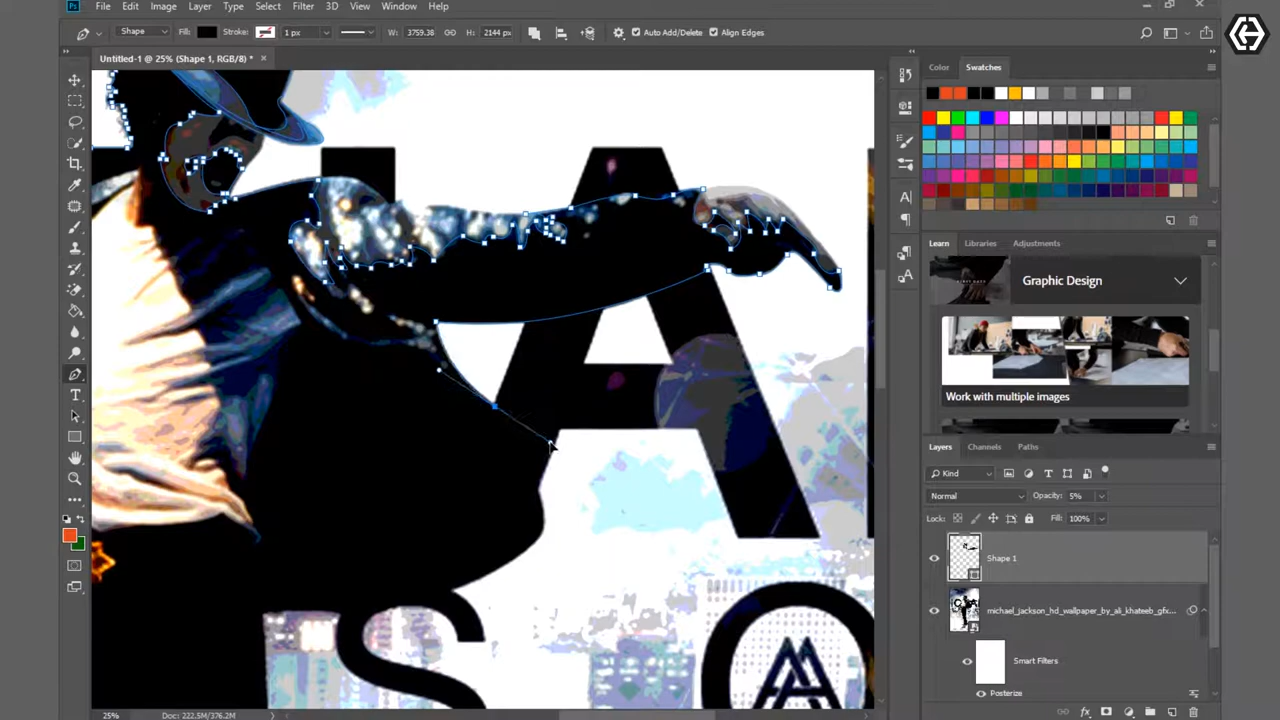 Ps File Edit Image Layer Type Select Filter 3D View Window Help
Shape Fill: Stroke: 1 px W: 3759.38 H: 2144 px Auto Add/Delete Align Edges
Untitled-1 @ 25% (Shape 1, RGB/8) * ×
Color Swatches
Learn Libraries Adjustments
Graphic Design
Work with multiple images
Layers Channels Paths
Kind
Normal Opacity: 5%
Lock: Fill: 100%
Shape 1
michael_jackson_hd_wallpaper_by_ali_khateeb_gfx...
Smart Filters
Posterize
A
S O
25% Doc: 222.5M/376.2M